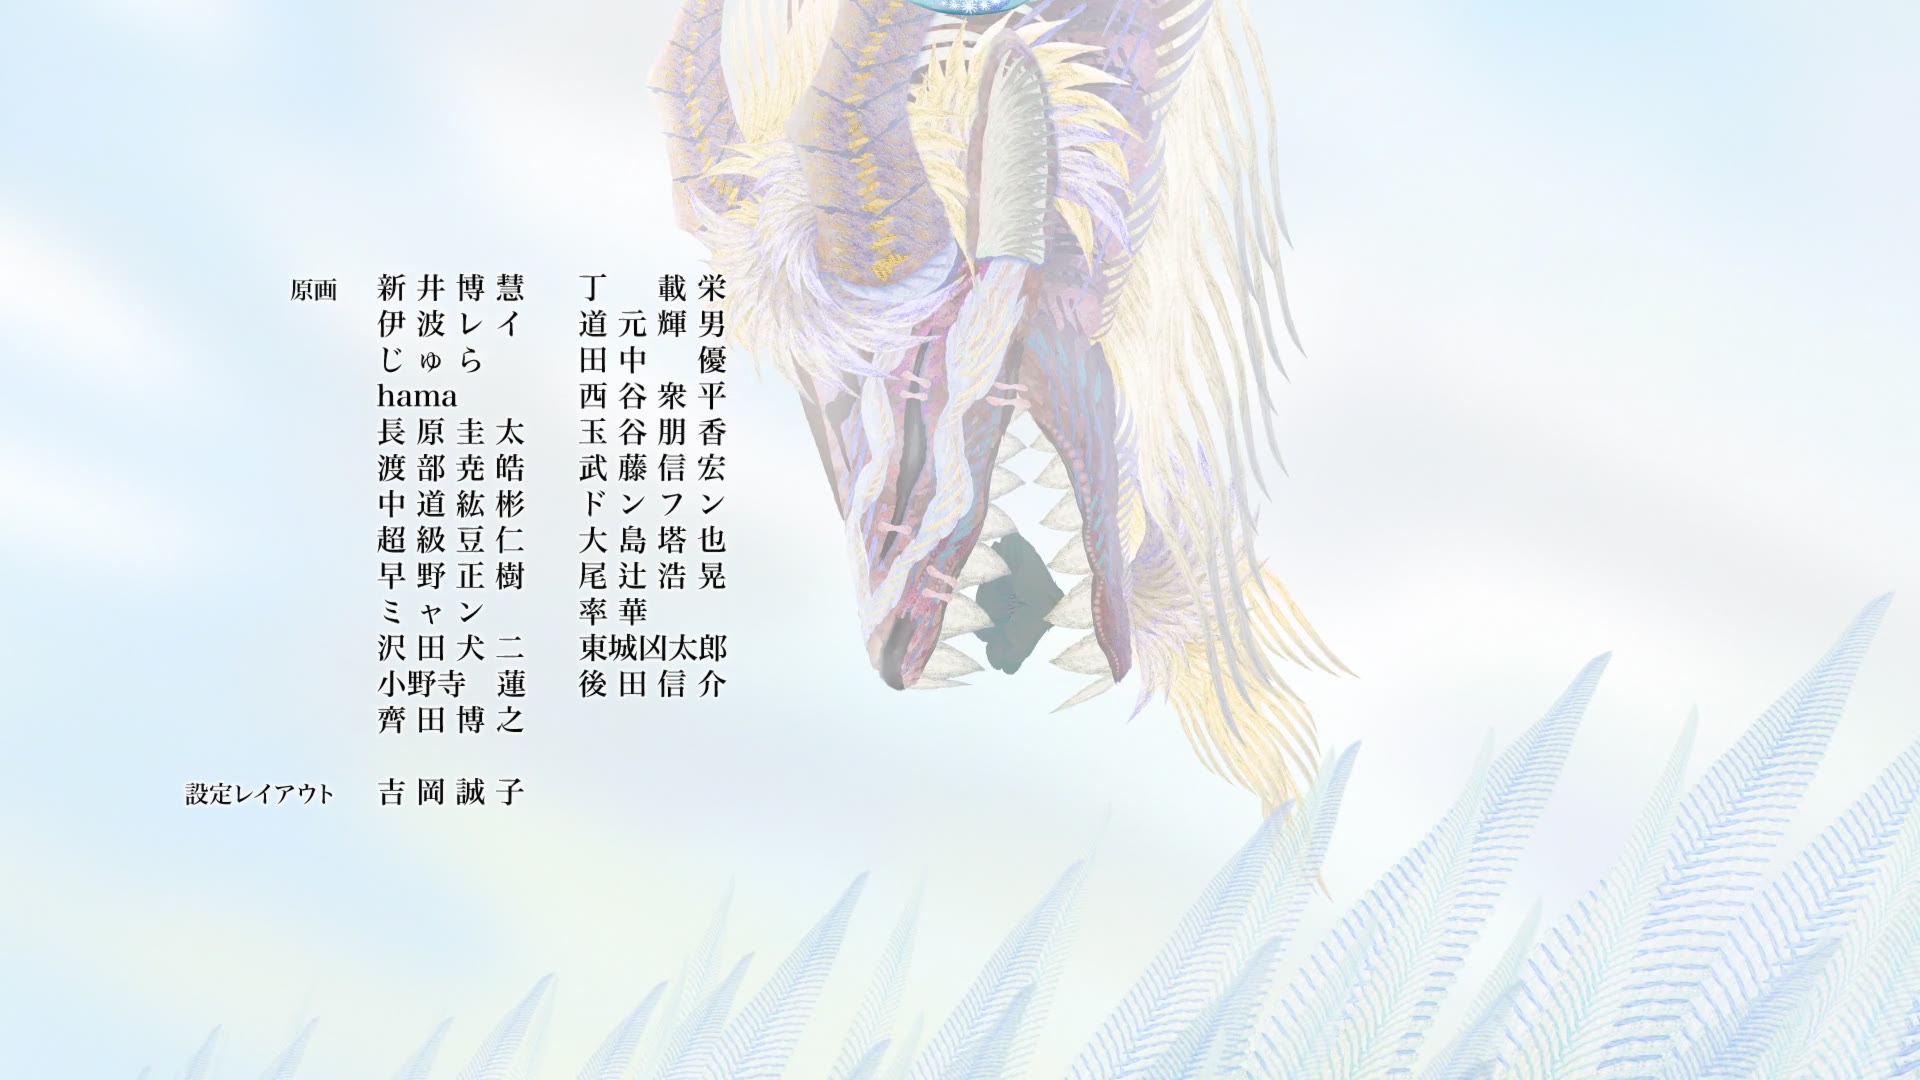 原画 新井博慧 丁載栄
伊波レイ 道元輝男
じゅら 田中優
hama 西谷衆平
長原圭太 玉谷朋香
渡部尭皓 武藤信宏
中道紘彬 ドンフン
超級豆仁 大島塔也
早野正樹 尾辻浩晃
ミャン 率華
沢田犬二 東城凶太郎
小野寺 蓮 後田信介
齊田博之
設定レイアウト 吉岡誠子